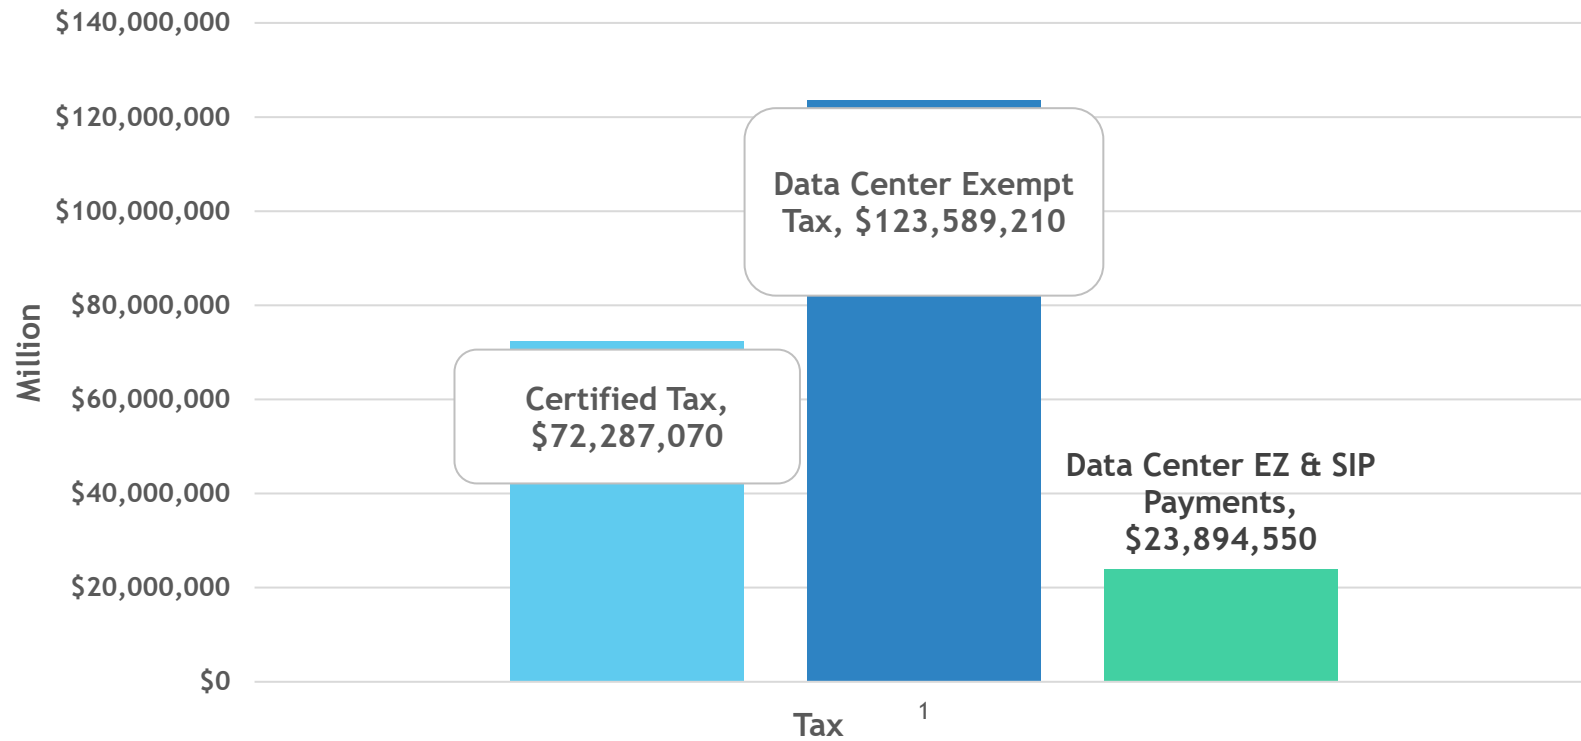 $140,000,000
$120,000,000
$100,000,000
$80,000,000
$60,000,000
$40,000,000
$20,000,000
$0
Million
Data Center Exempt
Tax, $123,589,210
Certified Tax,
$72,287,070
Data Center EZ & SIP
Payments,
$23,894,550
1
Tax